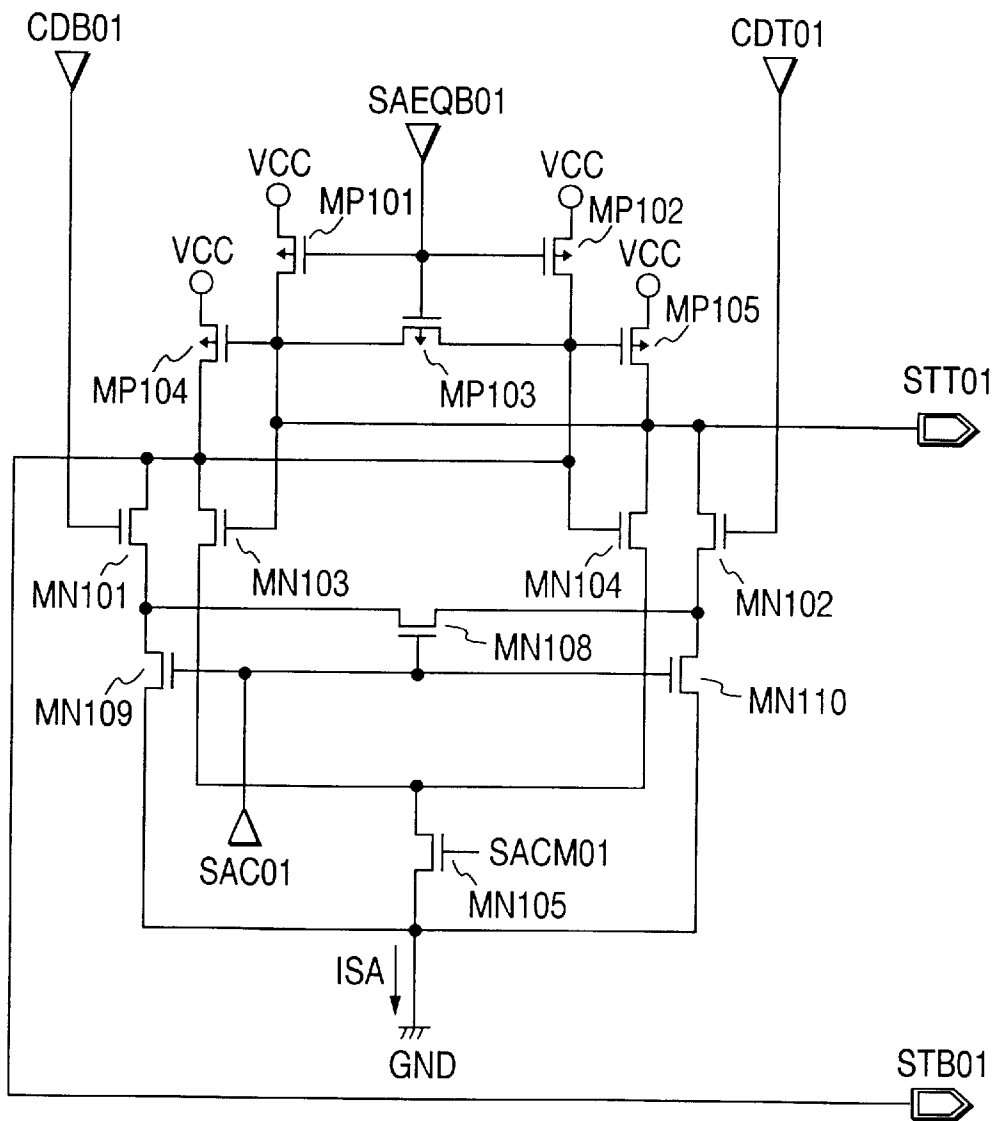 CDB01
CDT01
SAEQB01
VCC
VCC
MP101
MP102
VCC
VCC
MP105
MP104
MP103
STT01
MN101
MN103
MN104
MN102
MN108
MN109
MN110
SAC01
SACM01
MN105
ISA
GND
STB01